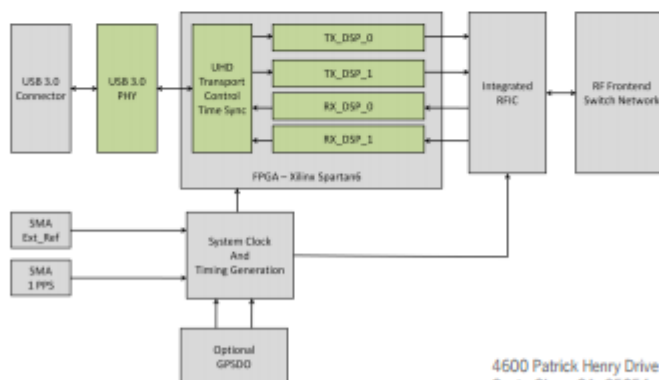 USB 3.0
Connector
USB 3.0
PHY
UHD
Transport
Control
Time Sync
TX_DSP_0
TX_DSP_1
RX_DSP_0
RX_DSP_1
FPGA – Xilinx Spartan6
Integrated
RFIC
RF Frontend
Switch Network
SMA
Ext_Ref
SMA
1 PPS
System Clock
And
Timing Generation
Optional
GPSDO
4600 Patrick Henry Drive